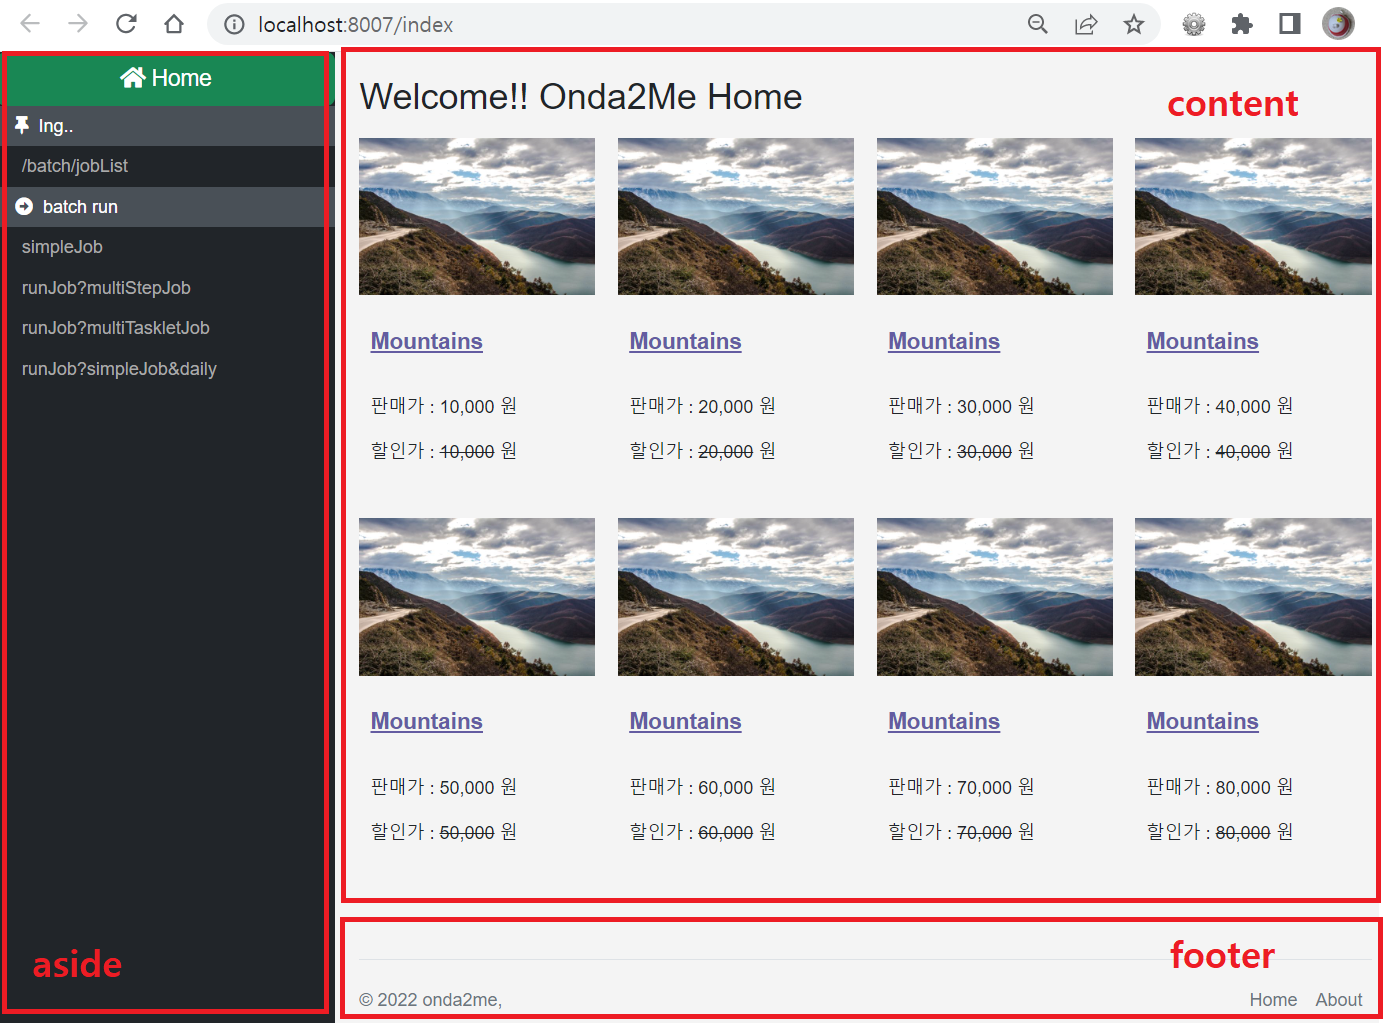 localhost:8007/index
Home
Ing..
/batch/jobList
batch run
simpleJob
runJob?multiStepJob
runJob?multiTaskletJob
runJob?simpleJob&daily
aside
Welcome!! Onda2Me Home
content
Mountains Mountains Mountains Mountains
판매가 : 10,000 원 판매가 : 20,000 원 판매가 : 30,000 원 판매가 : 40,000 원
할인가 : 10,000 원 할인가 : 20,000 원 할인가 : 30,000 원 할인가 : 40,000 원
Mountains Mountains Mountains Mountains
판매가 : 50,000 원 판매가 : 60,000 원 판매가 : 70,000 원 판매가 : 80,000 원
할인가 : 50,000 원 할인가 : 60,000 원 할인가 : 70,000 원 할인가 : 80,000 원
footer
© 2022 onda2me, Home About